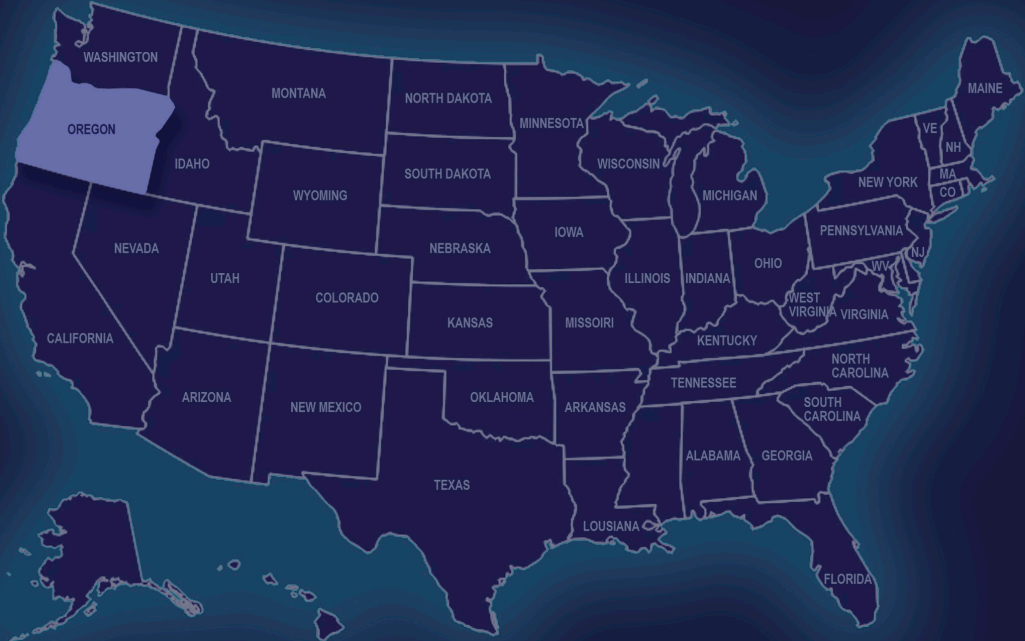 WASHINGTON
MONTANA
NORTH DAKOTA
MINNESOTA
MAINE
OREGON
VE
NH
IDAHO
WISCONSIN
SOUTH DAKOTA
MA
WYOMING
MICHIGAN
NEW YORK
CO
IOWA
PENNSYLVANIA
NEVADA
NEBRASKA
NJ
OHIO
WV
UTAH
ILLINOIS
INDIANA
COLORADO
WEST
VIRGINIA
VIRGINIA
KANSAS
MISSOIRI
CALIFORNIA
KENTUCKY
NORTH
CAROLINA
TENNESSEE
ARIZONA
OKLAHOMA
NEW MEXICO
ARKANSAS
SOUTH
CAROLINA
ALABAMA
GEORGIA
TEXAS
LOUSIANA
FLORIDA